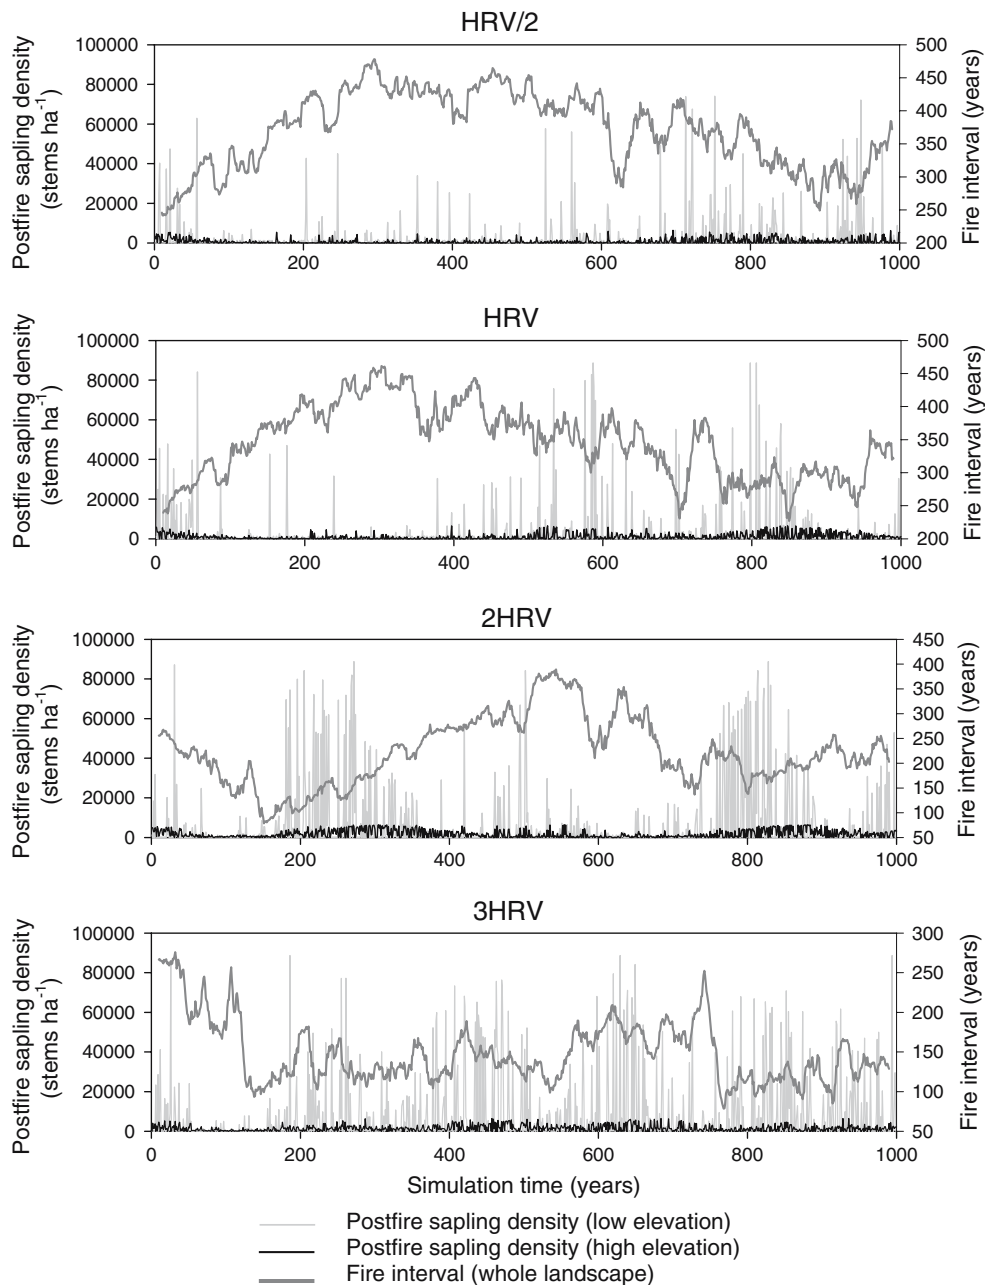 HRV/2
Postfire sapling density
(stems ha-1)
100000
80000
60000
40000
20000
0
500
450
400
350
300
250
200
Fire interval (years)
0 200 400 600 800 1000
HRV
Postfire sapling density
(stems ha-1)
100000
80000
60000
40000
20000
0
500
450
400
350
300
250
200
Fire interval (years)
0 200 400 600 800 1000
2HRV
Postfire sapling density
(stems ha-1)
100000
80000
60000
40000
20000
0
450
400
350
300
250
200
150
100
50
Fire interval (years)
0 200 400 600 800 1000
3HRV
Postfire sapling density
(stems ha-1)
100000
80000
60000
40000
20000
0
300
250
200
150
100
50
Fire interval (years)
0 200 400 600 800 1000
Simulation time (years)
Postfire sapling density (low elevation)
Postfire sapling density (high elevation)
Fire interval (whole landscape)